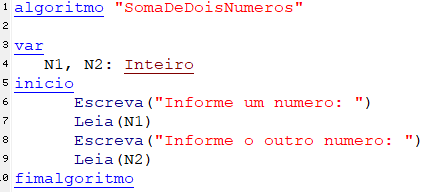 1 algoritmo "SomaDeDoisNumeros"
2
3 var
4 N1, N2: Inteiro
5 inicio
6 Escreva("Informe um numero: ")
7 Leia(N1)
8 Escreva("Informe o outro numero: ")
9 Leia(N2)
10 fimalgoritmo